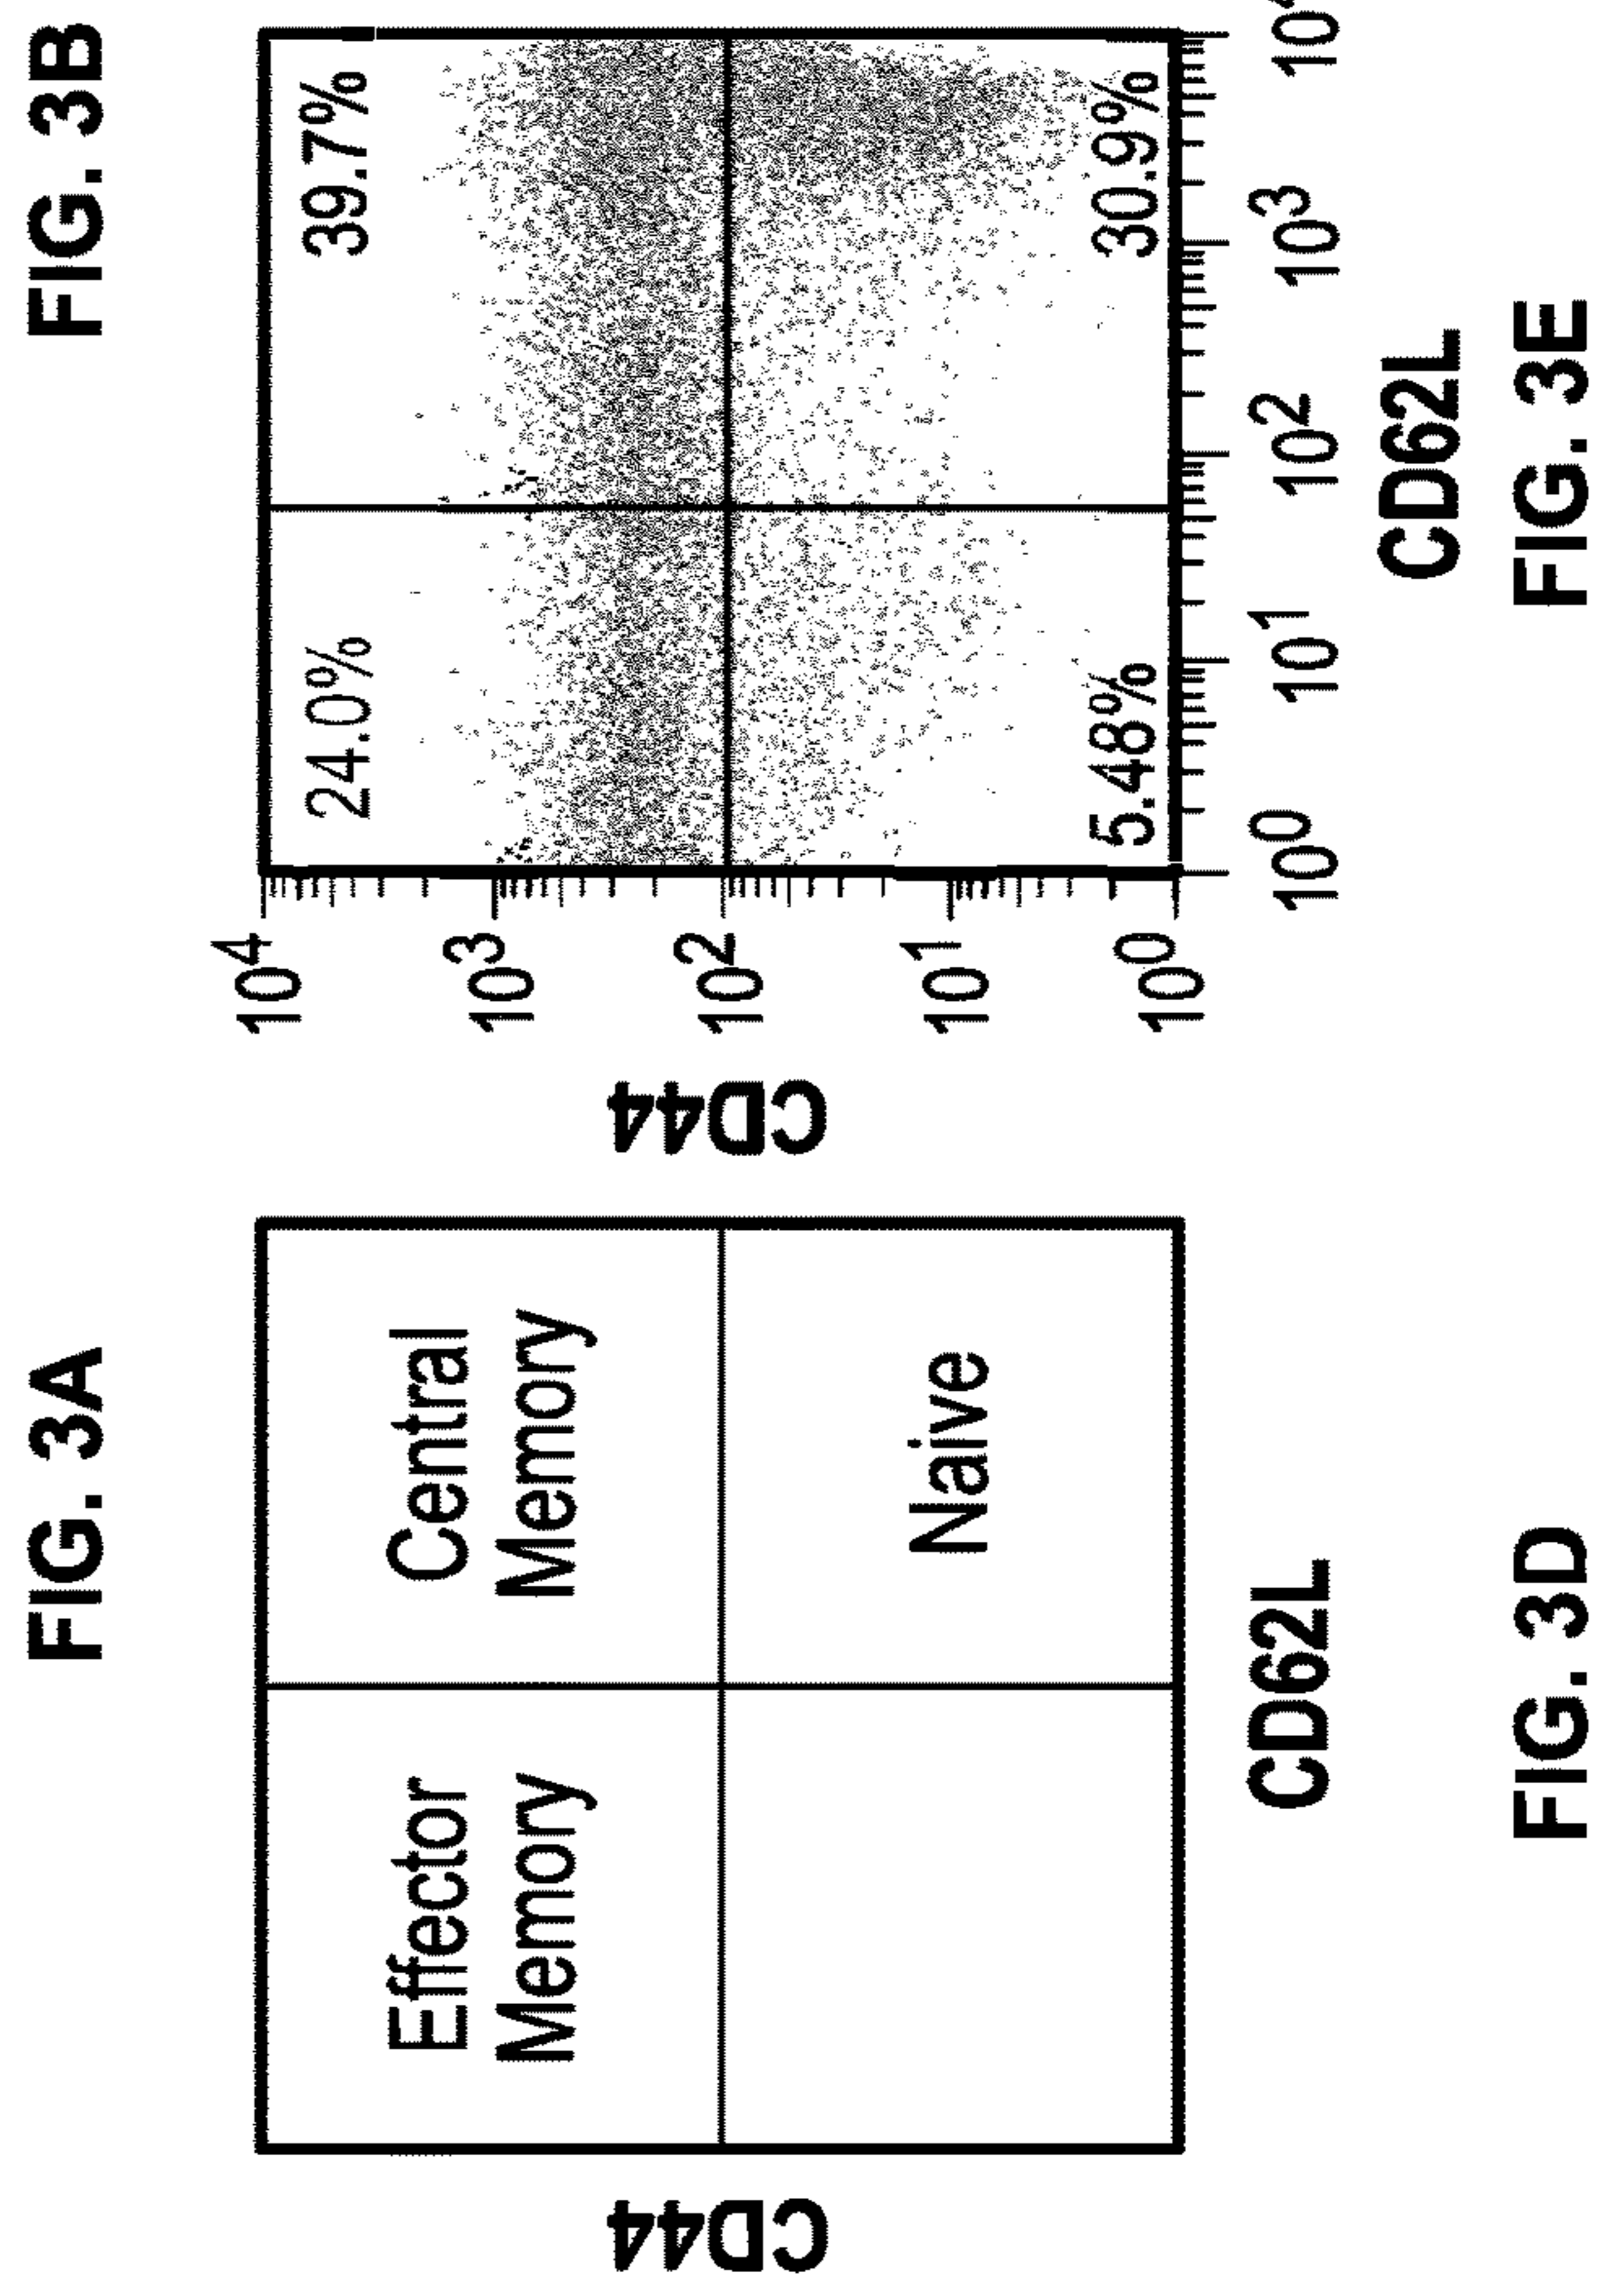 FIG. 3A
CD44
Effector
Memory
Central
Memory
Naive
CD62L
FIG. 3B
CD44
10^4
10^3
10^2
10^1
10^0
24.0%
39.7%
5.48%
30.9%
10^0
10^1
10^2
10^3
CD62L
FIG. 3D
FIG. 3E